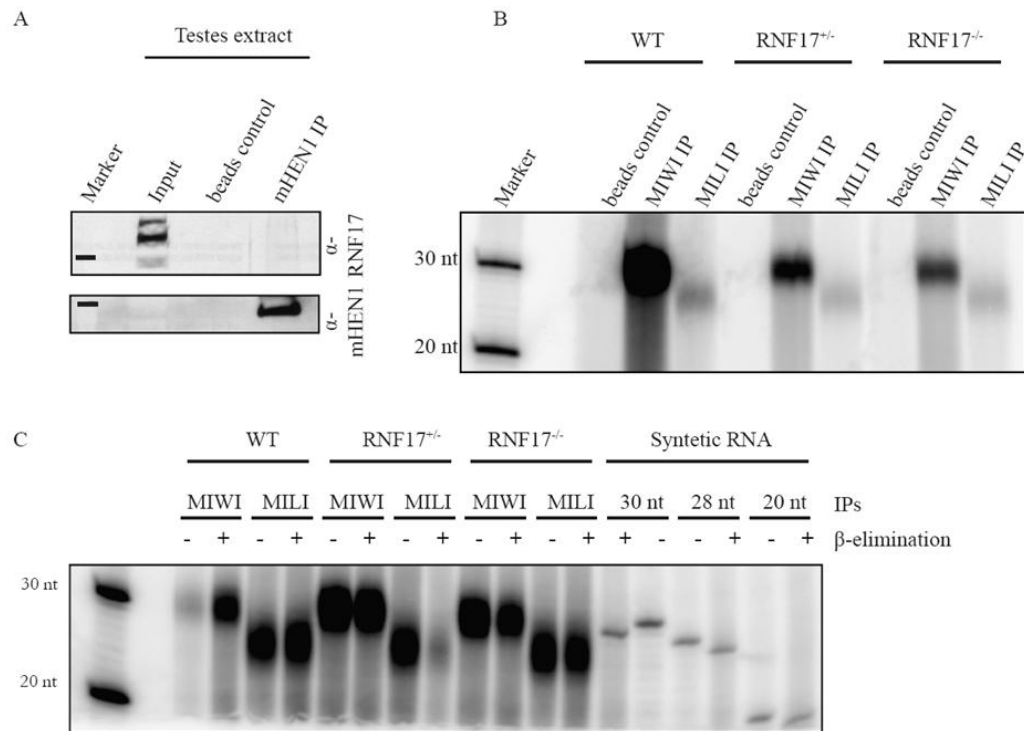 A
Testes extract
Marker
Input
beads control
mHEN1 IP
α-
RNF17
α-
mHEN1
B
WT
RNF17+/-
RNF17-/-
Marker
beads control
MIWI IP
MILI IP
beads control
MIWI IP
MILI IP
beads control
MIWI IP
MILI IP
30 nt
20 nt
C
WT
RNF17+/-
RNF17-/-
Syntetic RNA
MIWI MILI MIWI MILI MIWI MILI 30 nt 28 nt 20 nt IPs
- + - + - + - + - + - + + - - + - + β-elimination
30 nt
20 nt